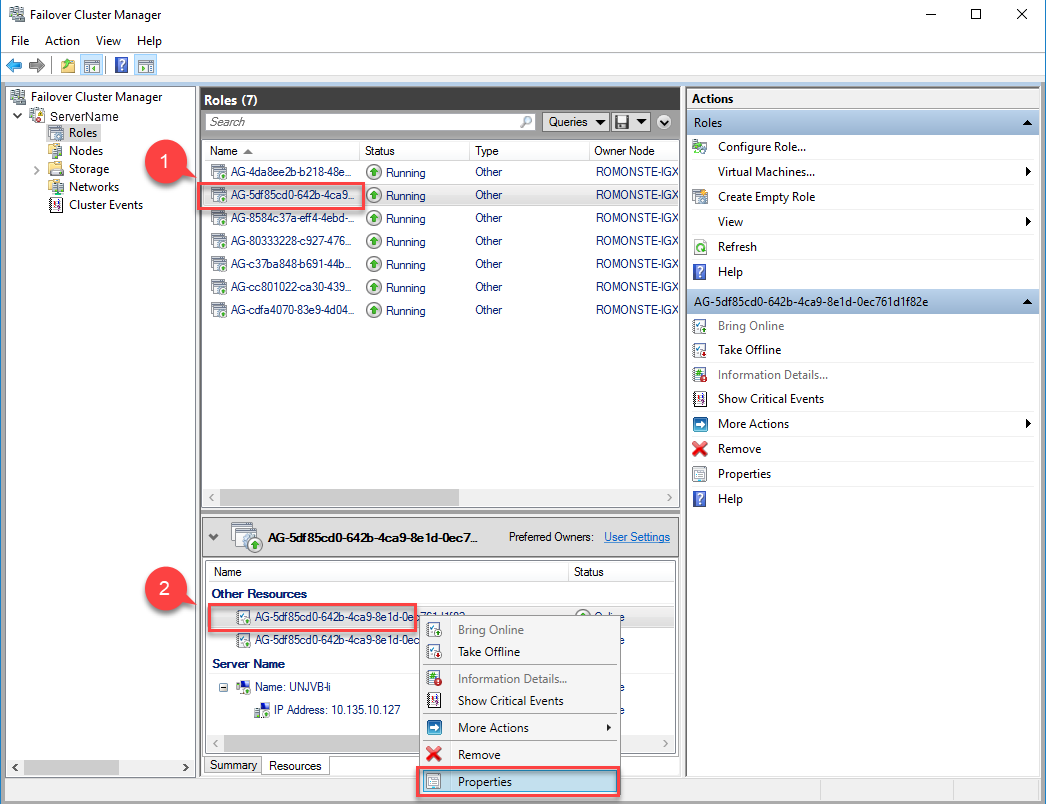 Failover Cluster Manager
File Action View Help
Failover Cluster Manager
ServerName
Roles
Nodes
Storage
Networks
Cluster Events
1
2
Roles (7)
Search
Queries
Name Status Type Owner Node
AG-4da8ee2b-b218-48e... Running Other ROMONSTE-IGX
AG-5df85cd0-642b-4ca9... Running Other ROMONSTE-IGX
AG-8584c37a-eff4-4ebd-... Running Other ROMONSTE-IGX
AG-80333228-c927-476... Running Other ROMONSTE-IGX
AG-c37ba848-b691-44b... Running Other ROMONSTE-IGX
AG-cc801022-ca30-439... Running Other ROMONSTE-IGX
AG-cdfa4070-83e9-4d04... Running Other ROMONSTE-IGX
AG-5df85cd0-642b-4ca9-8e1d-0ec7... Preferred Owners: User Settings
Name Status
Other Resources
AG-5df85cd0-642b-4ca9-8e1d-0ec761d1f82
AG-5df85cd0-642b-4ca9-8e1d-0ec
Server Name
Name: UNJVB-li
IP Address: 10.135.10.127
Summary Resources
Bring Online
Take Offline
Information Details...
Show Critical Events
More Actions
Remove
Properties
Actions
Roles
Configure Role...
Virtual Machines...
Create Empty Role
View
Refresh
Help
AG-5df85cd0-642b-4ca9-8e1d-0ec761d1f82e
Bring Online
Take Offline
Information Details...
Show Critical Events
More Actions
Remove
Properties
Help